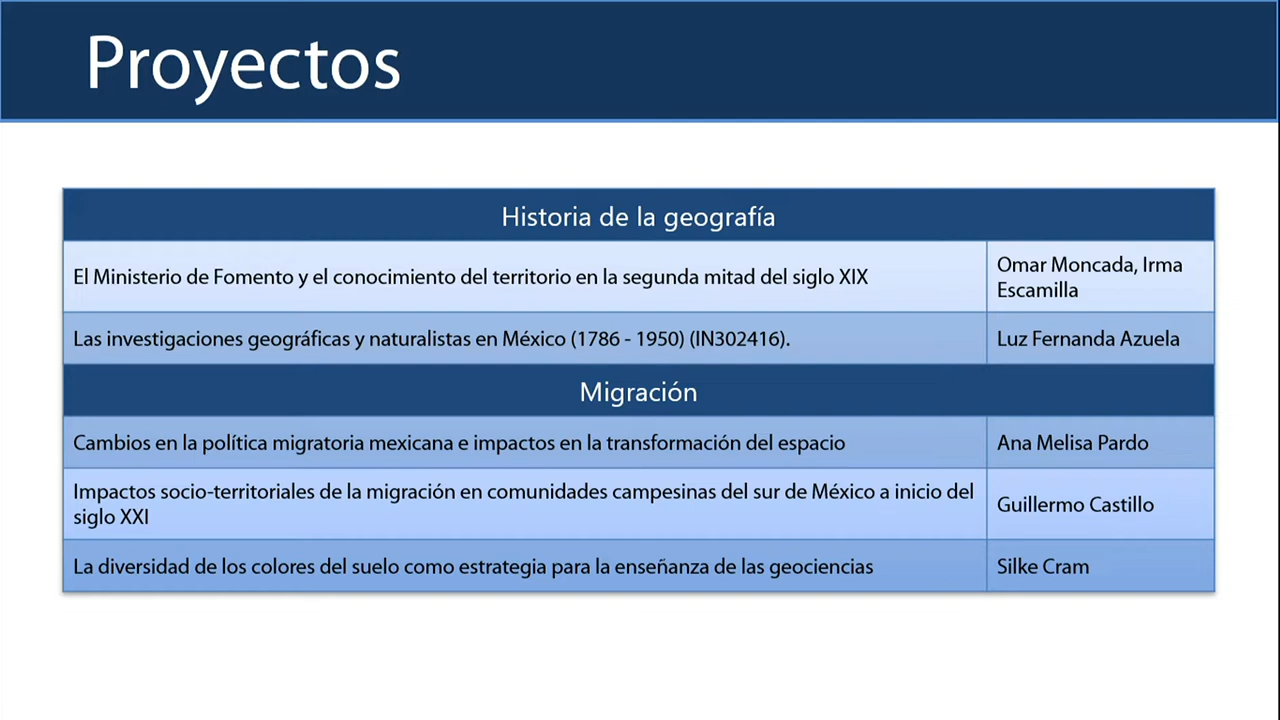 Proyectos
Historia de la geografía
El Ministerio de Fomento y el conocimiento del territorio en la segunda mitad del siglo XIX
Omar Moncada, Irma
Escamilla
Las investigaciones geográficas y naturalistas en México (1786 - 1950) (IN302416).
Luz Fernanda Azuela
Migración
Cambios en la política migratoria mexicana e impactos en la transformación del espacio
Ana Melisa Pardo
Impactos socio-territoriales de la migración en comunidades campesinas del sur de México a inicio del
siglo XXI
Guillermo Castillo
La diversidad de los colores del suelo como estrategia para la enseñanza de las geociencias
Silke Cram